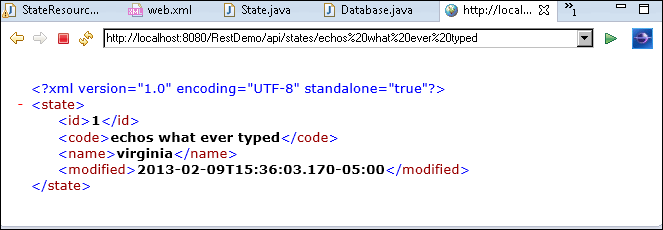 StateResourc... web.xml State.java Database.java http://local... »1
http://localhost:8080/RestDemo/api/states/echos%20what%20ever%20typed
<?xml version="1.0" encoding="UTF-8" standalone="true"?>
- <state>
<id>1</id>
<code>echos what ever typed</code>
<name>virginia</name>
<modified>2013-02-09T15:36:03.170-05:00</modified>
</state>